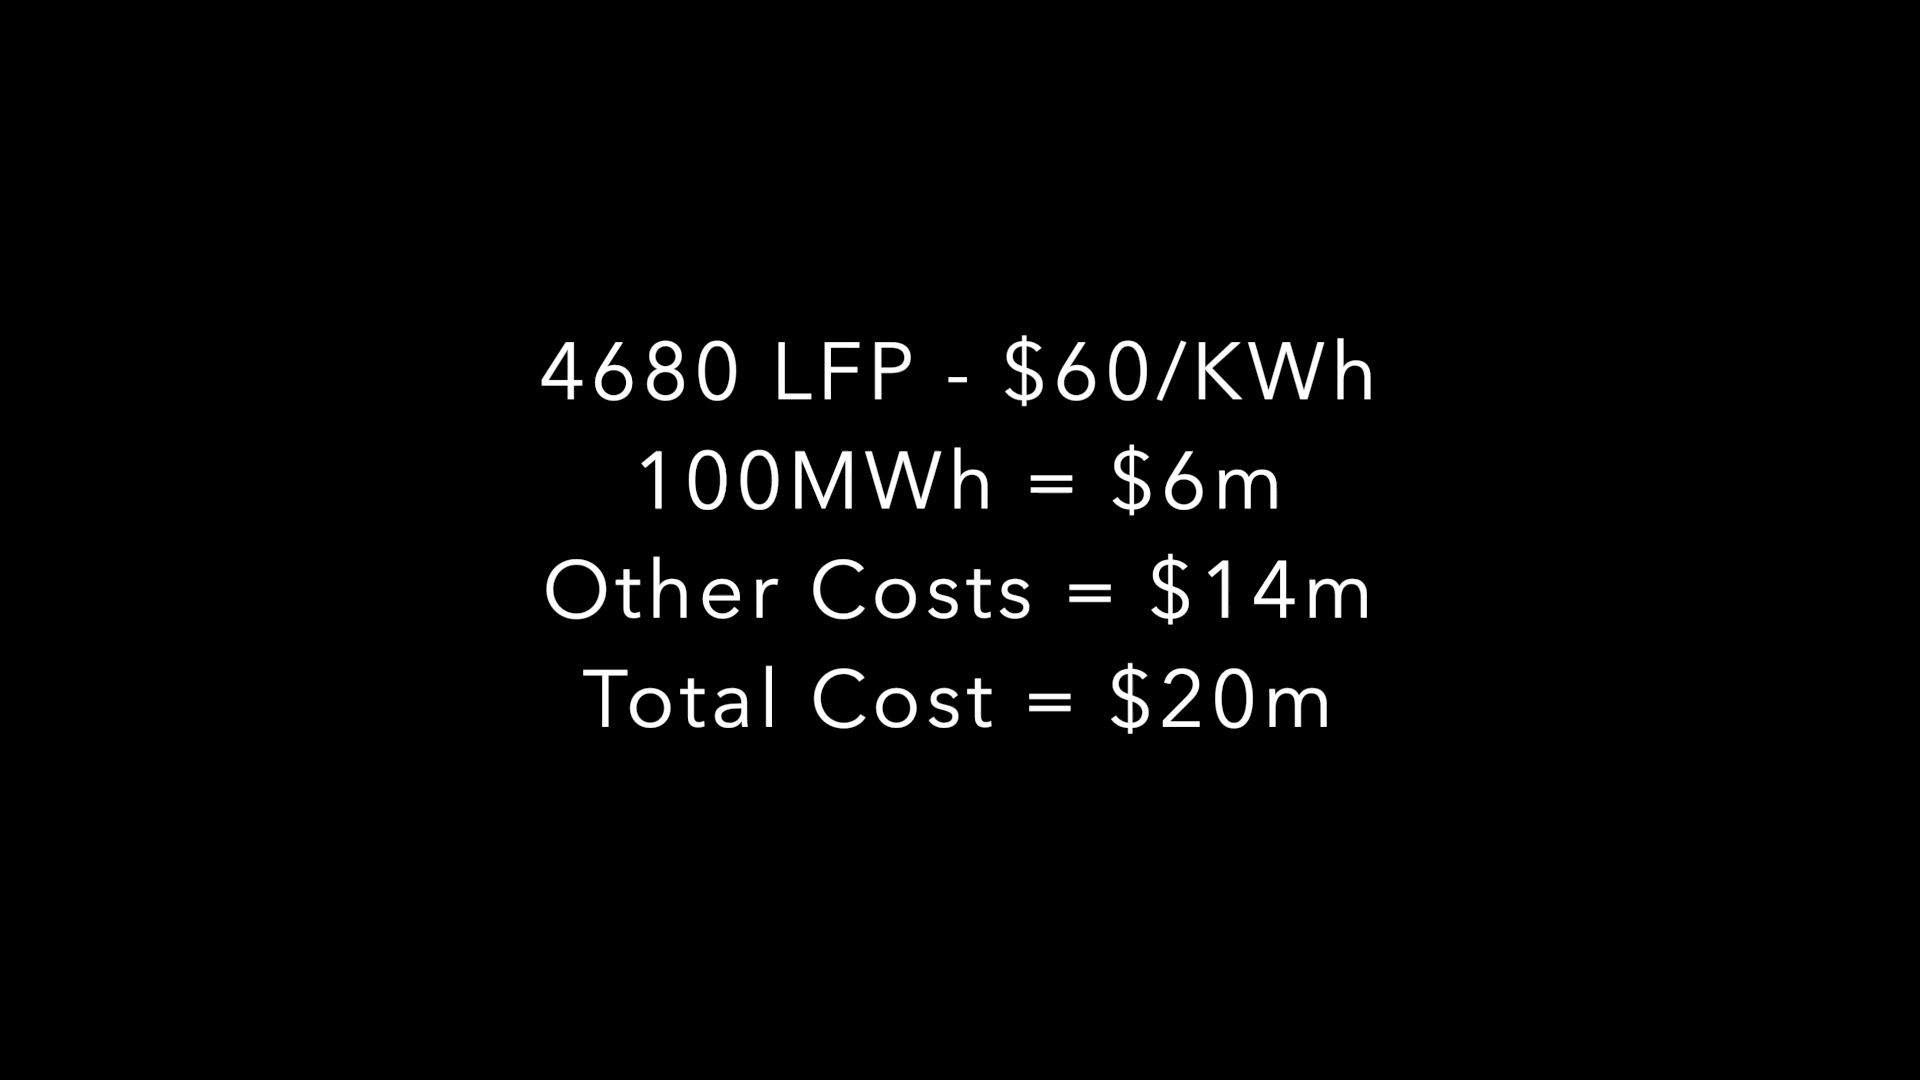 4680 LFP - $60/KWh
100MWh = $6m
Other Costs = $14m
Total Cost = $20m